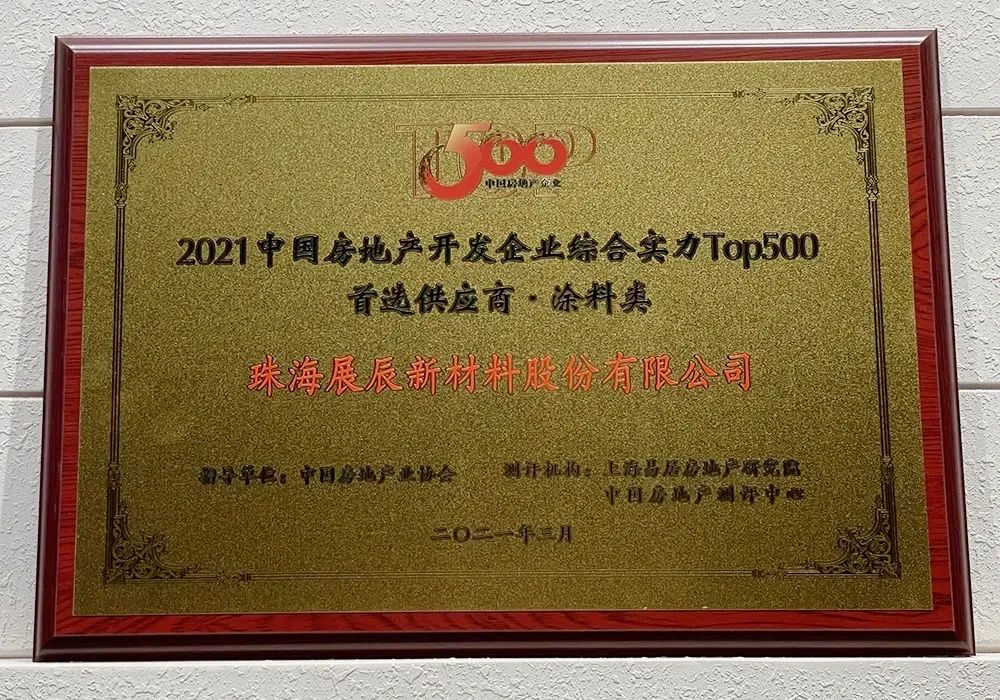 TOP
500
中国房地产企业
2021中国房地产开发企业综合实力Top500
首选供应商·涂料类
珠海展辰新材料股份有限公司
指导单位：中国房地产业协会 测评机构：上海易居房地产研究院
中国房地产测评中心
二〇二一年三月